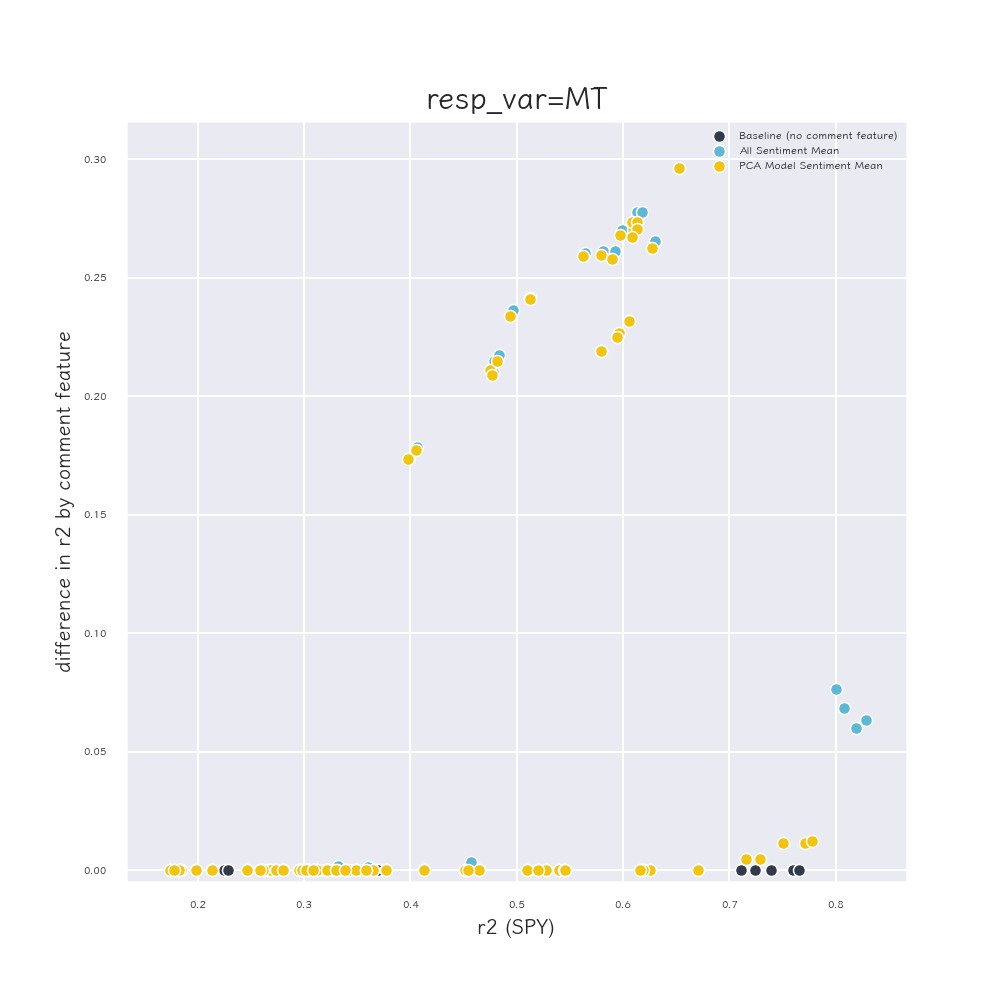 resp_var=MT
Baseline (no comment feature)
All Sentiment Mean
PCA Model Sentiment Mean
difference in r2 by comment feature
0.30
0.25
0.20
0.15
0.10
0.05
0.00
0.2 0.3 0.4 0.5 0.6 0.7 0.8
r2 (SPY)